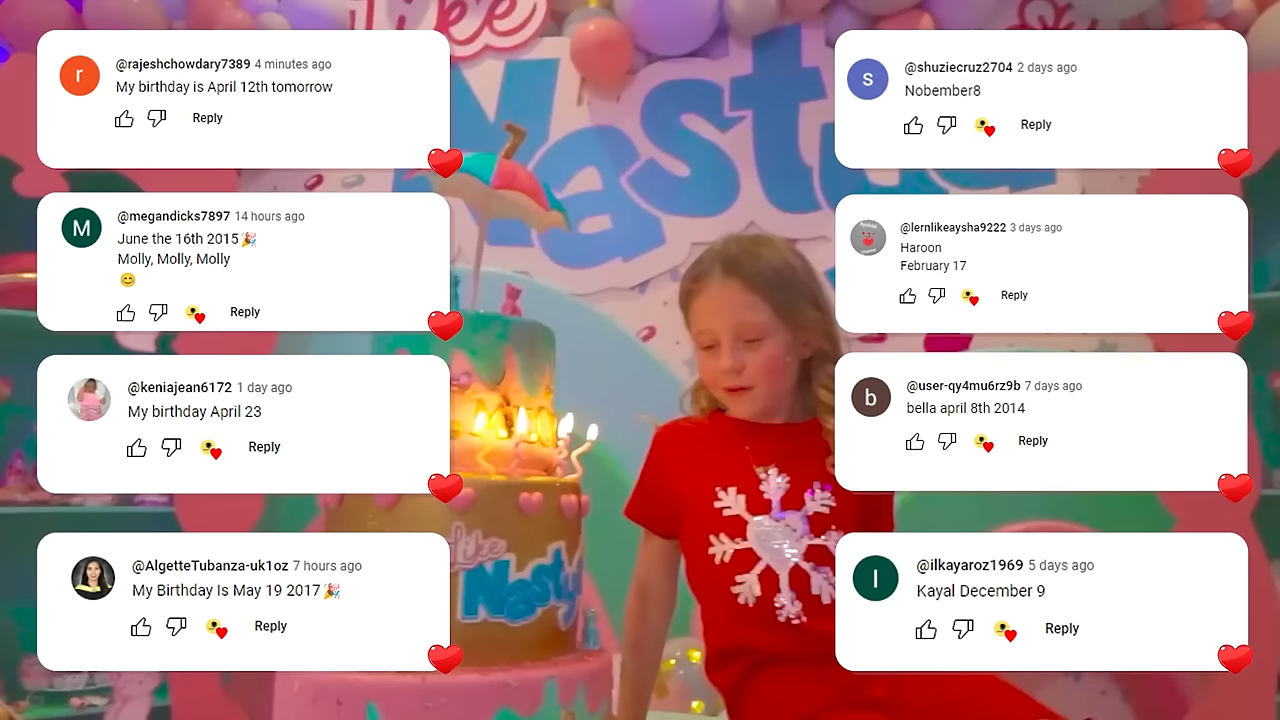 Like
Nasty
@rajeshchowdary7389 4 minutes ago
My birthday is April 12th tomorrow
Reply
@megandicks7897 14 hours ago
June the 16th 2015🎉
Molly, Molly, Molly
😊
Reply
@keniajean6172 1 day ago
My birthday April 23
Reply
@AlgetteTubanza-uk1oz 7 hours ago
My Birthday Is May 19 2017🎉
Reply
Like
Nasty
@shuziecruz2704 2 days ago
Nobember8
Reply
@lernlikeaysha9222 3 days ago
Haroon
February 17
Reply
@user-qy4mu6rz9b 7 days ago
bella april 8th 2014
Reply
@ilkayaroz1969 5 days ago
Kayal December 9
Reply